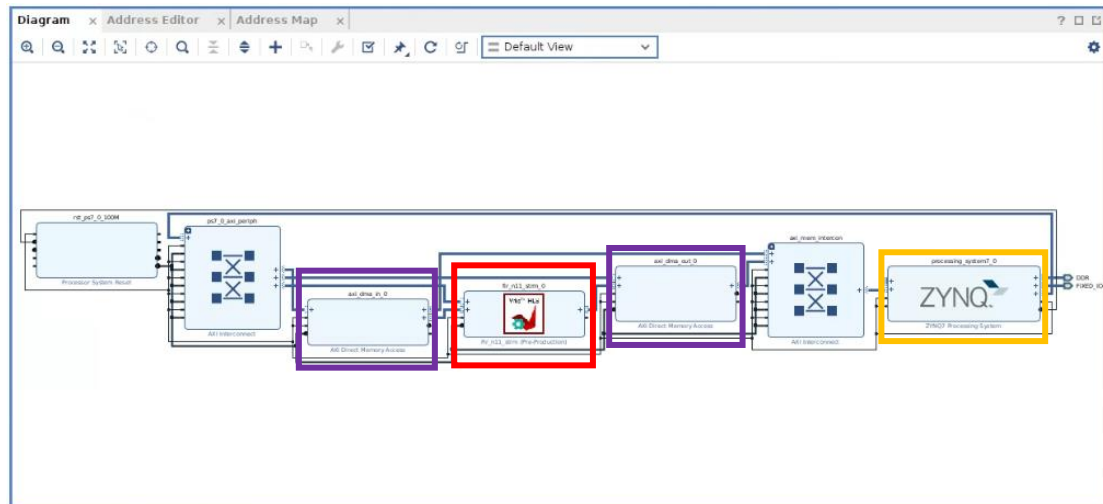 Diagram × Address Editor × Address Map ×
Default View
rst_ps7_0_100M
Processor System Reset
ps7_0_axi_periph
AXI Interconnect
axi_dma_in_0
AXI Direct Memory Access
fir_n11_strm_0
Fir_n11_strm (Pre-Production)
axi_dma_out_0
AXI Direct Memory Access
axi_mem_intercon
AXI Interconnect
processing_system7_0
ZYNQ
ZYNQ7 Processing System
DDR
FIXED_IO